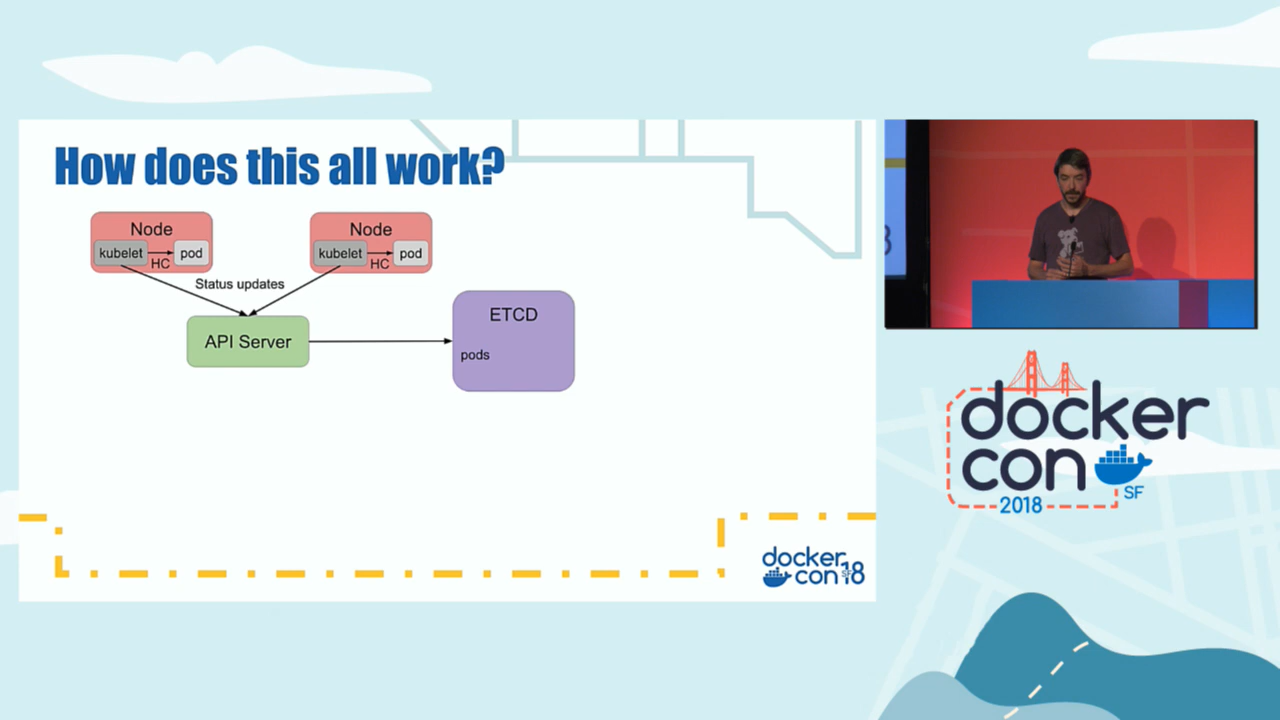 How does this all work?
Node
kubelet
pod
HC
Node
kubelet
pod
HC
Status updates
API Server
ETCD
pods
docker
con 18
SF
docker
con
SF
2018